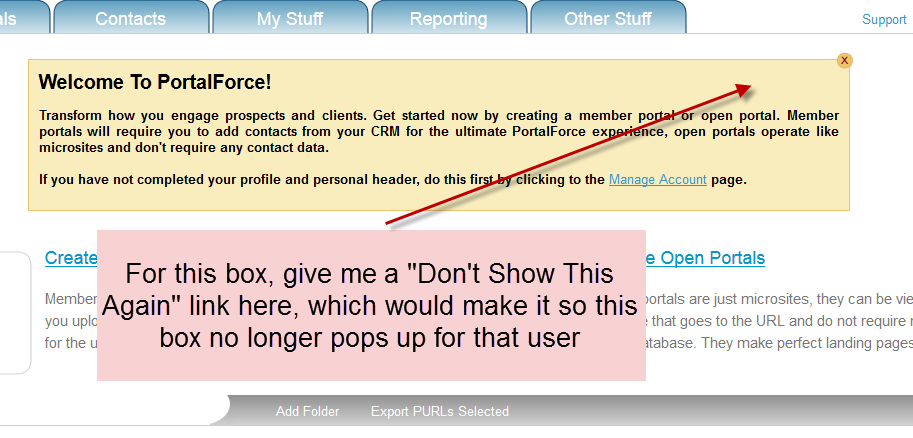 als Contacts My Stuff Reporting Other Stuff Support
X
Welcome To PortalForce!
Transform how you engage prospects and clients. Get started now by creating a member portal or open portal. Member
portals will require you to add contacts from your CRM for the ultimate PortalForce experience, open portals operate like
microsites and don't require any contact data.
If you have not completed your profile and personal header, do this first by clicking to the Manage Account page.
Create
e Open Portals
For this box, give me a "Don't Show This
Again" link here, which would make it so this
box no longer pops up for that user
Mem
portals are just microsites, they can be vie
you uplo
e that goes to the URL and do not require
for the u
atabase. They make perfect landing pages
Add Folder Export PURLs Selected